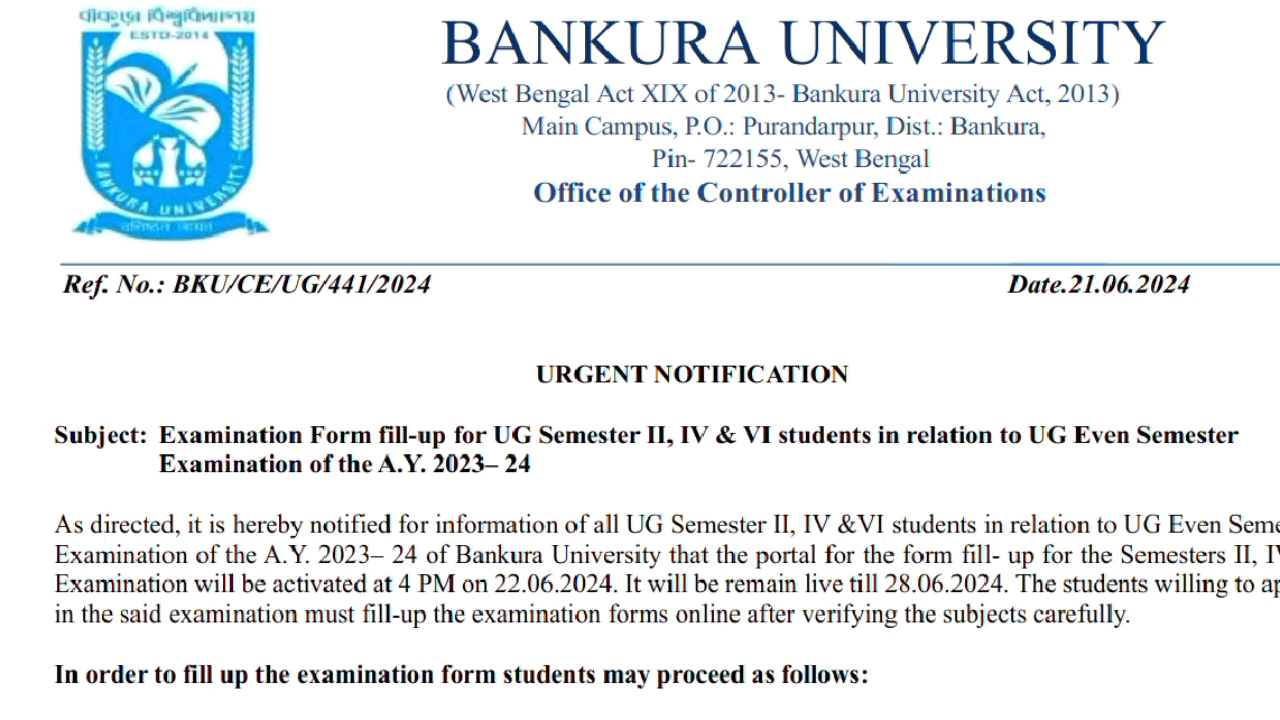 বাঁকুড়া বিশ্ববিদ্যালয়
ESTD-2014
BANKURA UNIVERSITY
BANKURA UNIVERSITY
(West Bengal Act XIX of 2013- Bankura University Act, 2013)
Main Campus, P.O.: Purandarpur, Dist.: Bankura,
Pin- 722155, West Bengal
Office of the Controller of Examinations
Ref. No.: BKU/CE/UG/441/2024
Date.21.06.2024
URGENT NOTIFICATION
Subject: Examination Form fill-up for UG Semester II, IV & VI students in relation to UG Even Semester
Examination of the A.Y. 2023– 24
As directed, it is hereby notified for information of all UG Semester II, IV &VI students in relation to UG Even Seme
Examination of the A.Y. 2023– 24 of Bankura University that the portal for the form fill- up for the Semesters II, IV
Examination will be activated at 4 PM on 22.06.2024. It will be remain live till 28.06.2024. The students willing to ap
in the said examination must fill-up the examination forms online after verifying the subjects carefully.
In order to fill up the examination form students may proceed as follows: